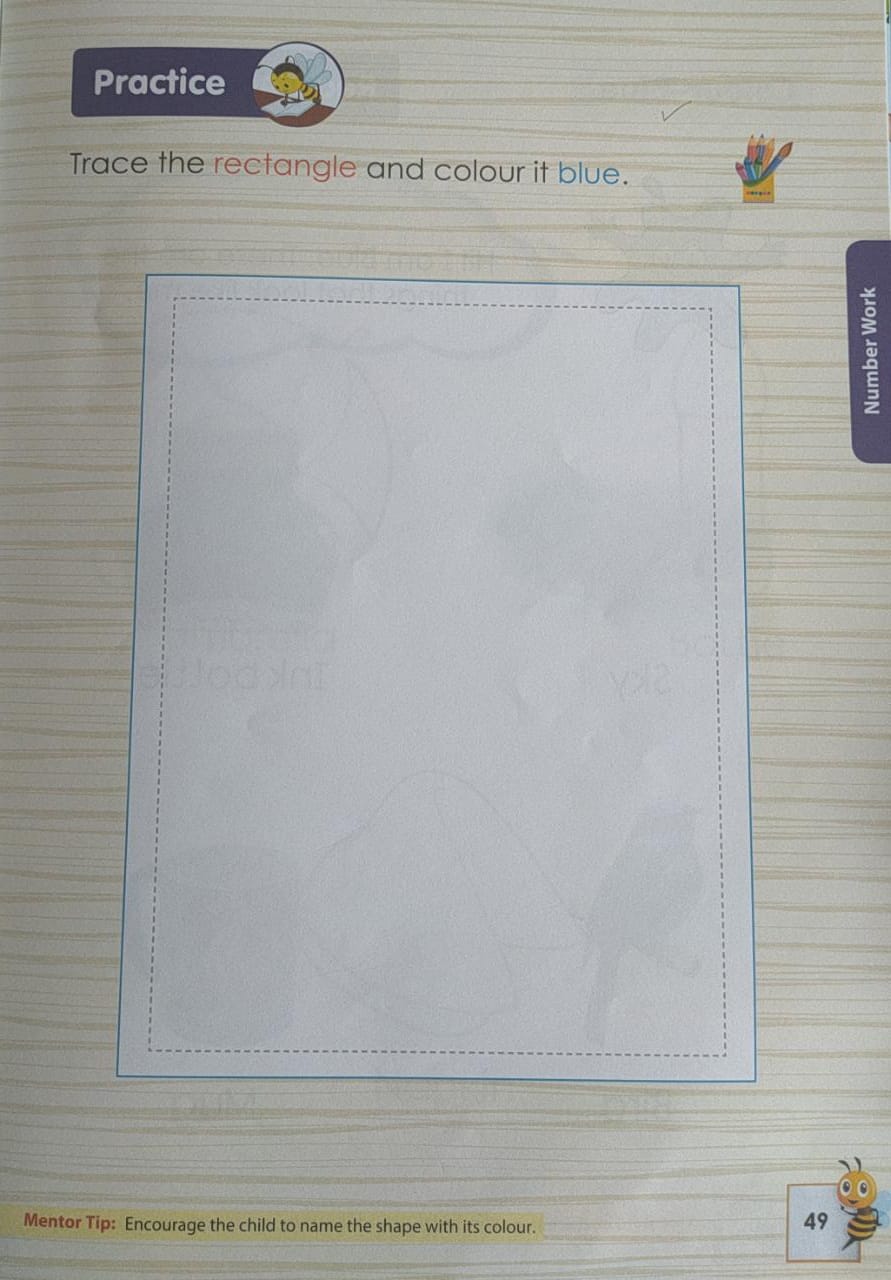 Practice
Trace the rectangle and colour it blue.
Number Work
Mentor Tip: Encourage the child to name the shape with its colour.
49